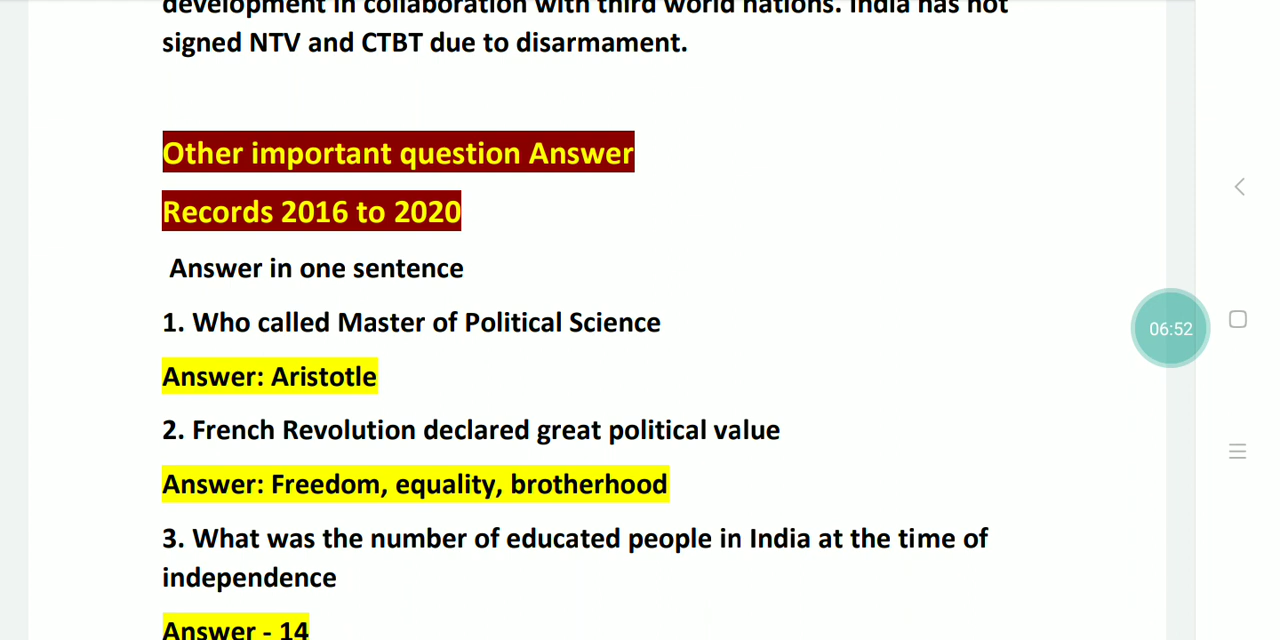 development in collaboration with third world nations. India has not
signed NTV and CTBT due to disarmament.
Other important question Answer
Records 2016 to 2020
Answer in one sentence
1. Who called Master of Political Science
Answer: Aristotle
2. French Revolution declared great political value
Answer: Freedom, equality, brotherhood
3. What was the number of educated people in India at the time of
independence
Answer - 14
06:52